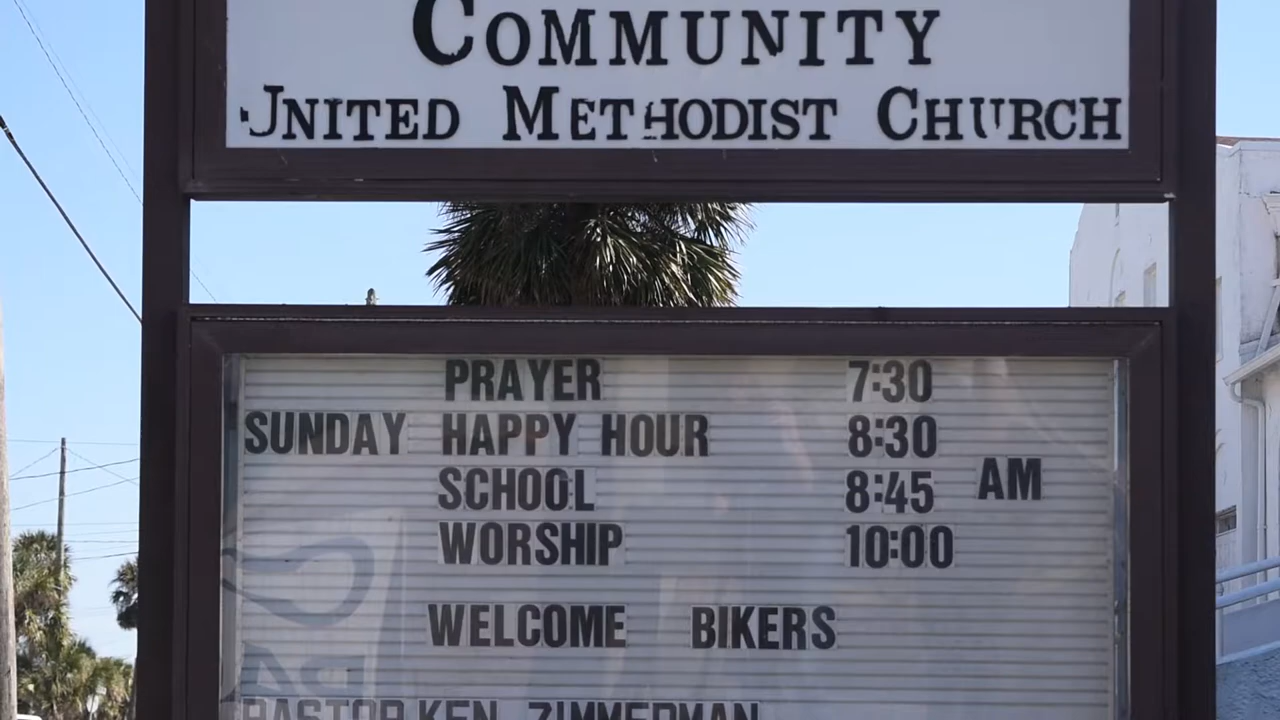 COMMUNITY
UNITED METHODIST CHURCH
PRAYER 7:30
SUNDAY HAPPY HOUR 8:30
SCHOOL 8:45 AM
WORSHIP 10:00
WELCOME BIKERS
PASTOR KEN ZIMMERMAN